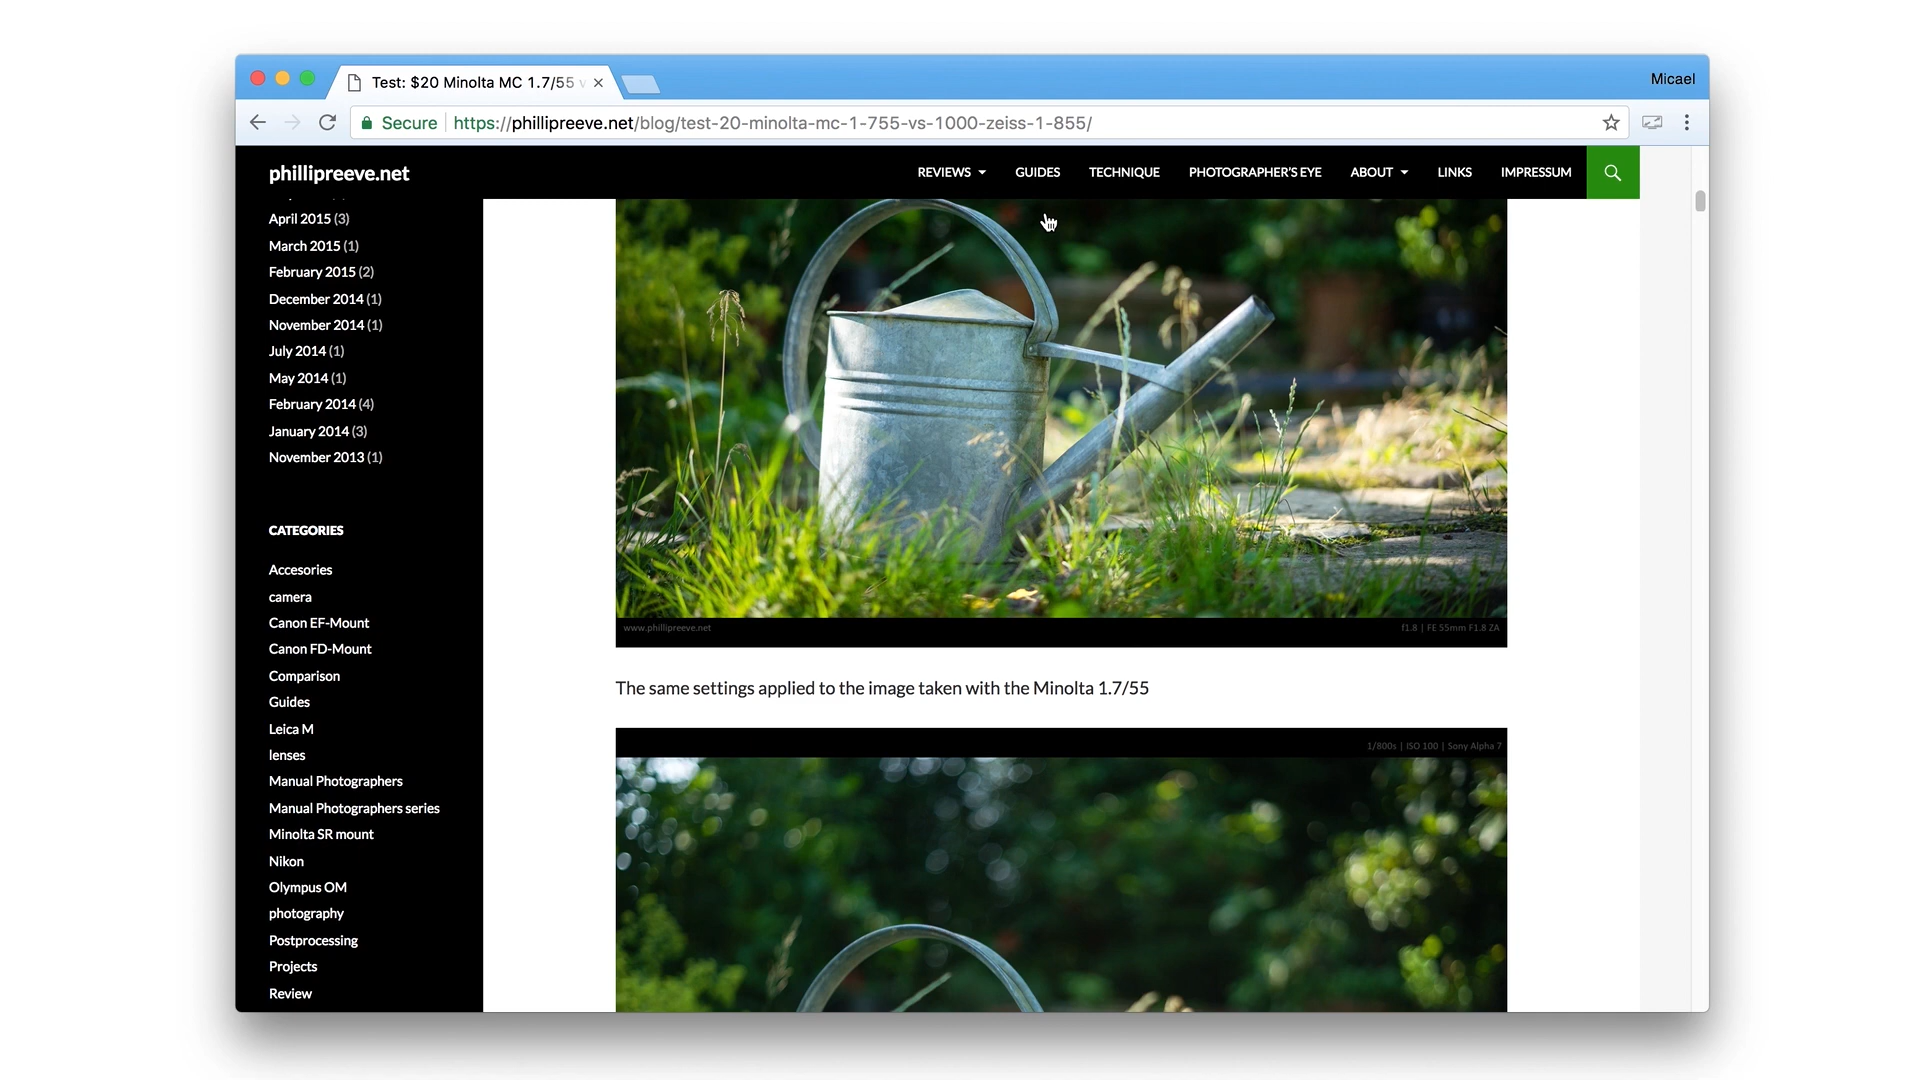 Test: $20 Minolta MC 1.7/55
Micael
Secure https://phillipreeve.net/blog/test-20-minolta-mc-1-755-vs-1000-zeiss-1-855/
phillipreeve.net
REVIEWS GUIDES TECHNIQUE PHOTOGRAPHER'S EYE ABOUT LINKS IMPRESSUM
April 2015 (3)
March 2015 (1)
February 2015 (2)
December 2014 (1)
November 2014 (1)
July 2014 (1)
May 2014 (1)
February 2014 (4)
January 2014 (3)
November 2013 (1)
CATEGORIES
Accesories
camera
Canon EF-Mount
Canon FD-Mount
Comparison
Guides
Leica M
lenses
Manual Photographers
Manual Photographers series
Minolta SR mount
Nikon
Olympus OM
photography
Postprocessing
Projects
Review
www.phillipreeve.net
f1.8 | FE 55mm F1.8 ZA
The same settings applied to the image taken with the Minolta 1.7/55
1/800s | ISO 100 | Sony Alpha 7